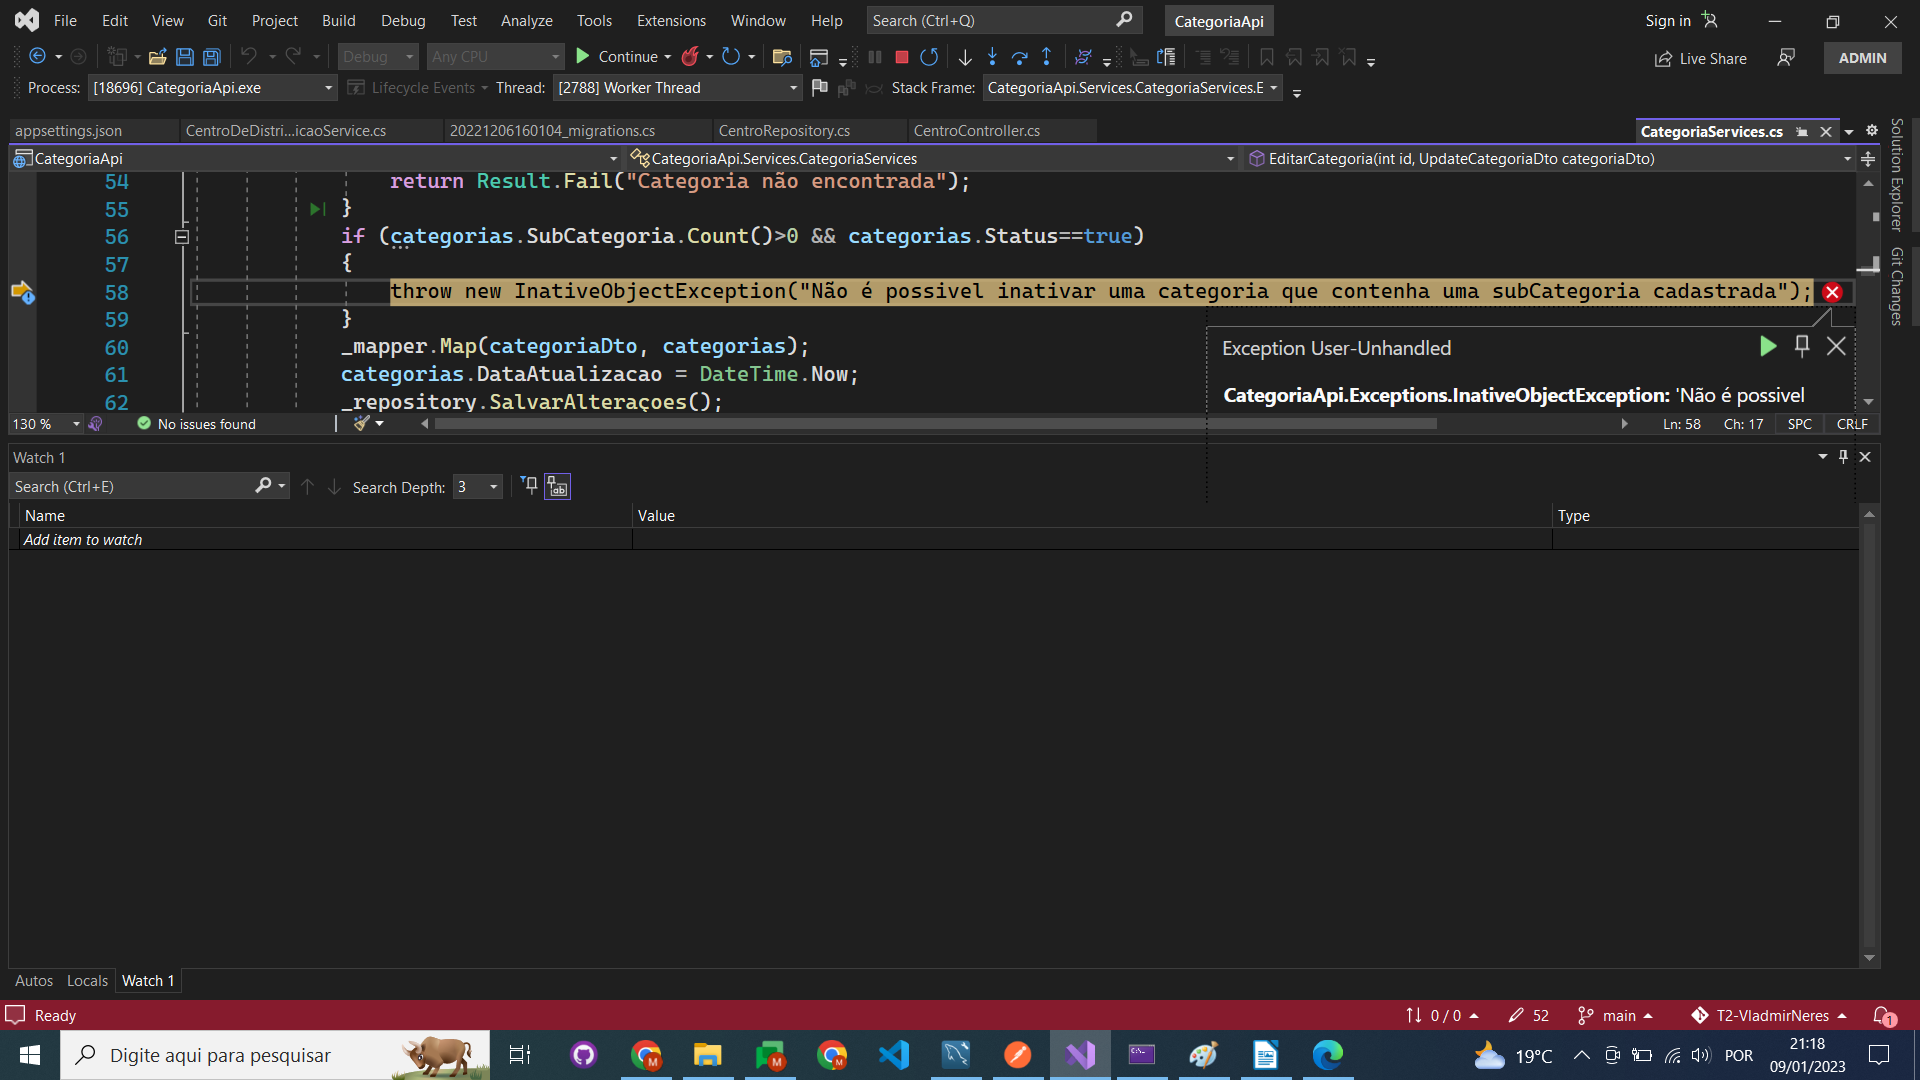 File Edit View Git Project Build Debug Test Analyze Tools Extensions Window Help Search (Ctrl+Q) CategoriaApi Sign in
Debug Any CPU Continue Live Share ADMIN
Process: [18696] CategoriaApi.exe Lifecycle Events Thread: [2788] Worker Thread Stack Frame: CategoriaApi.Services.CategoriaServices.E
appsettings.json CentroDeDistri...icaoService.cs 20221206160104_migrations.cs CentroRepository.cs CentroController.cs CategoriaServices.cs
CategoriaApi CategoriaApi.Services.CategoriaServices EditarCategoria(int id, UpdateCategoriaDto categoriaDto)
54 return Result.Fail("Categoria não encontrada");
55 }
56 if (categorias.SubCategoria.Count()>0 && categorias.Status==true)
57 {
58 throw new InativeObjectException("Não é possivel inativar uma categoria que contenha uma subCategoria cadastrada");
59 }
60 _mapper.Map(categoriaDto, categorias);
61 categorias.DataAtualizacao = DateTime.Now;
62 _repository.SalvarAlteraçoes();
Exception User-Unhandled
CategoriaApi.Exceptions.InativeObjectException: 'Não é possivel
130 % No issues found Ln: 58 Ch: 17 SPC CRLF
Solution Explorer
Git Changes
Watch 1
Search (Ctrl+E) Search Depth: 3
Name Value Type
Add item to watch
Autos Locals Watch 1
Ready 0 / 0 52 main T2-VladmirNeres 1
Digite aqui para pesquisar 19°C POR 21:18
09/01/2023